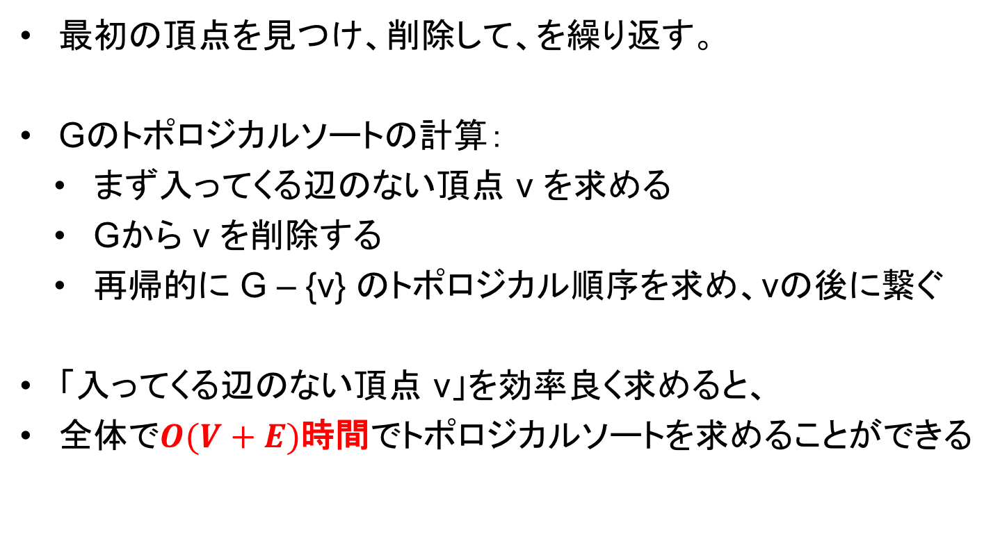 • 最初の頂点を見つけ、削除して、を繰り返す。
• Gのトポロジカルソートの計算：
• まず入ってくる辺のない頂点 v を求める
• Gから v を削除する
• 再帰的に G – {v} のトポロジカル順序を求め、vの後に繋ぐ
• 「入ってくる辺のない頂点 v」を効率良く求めると、
• 全体でO(V + E)時間でトポロジカルソートを求めることができる